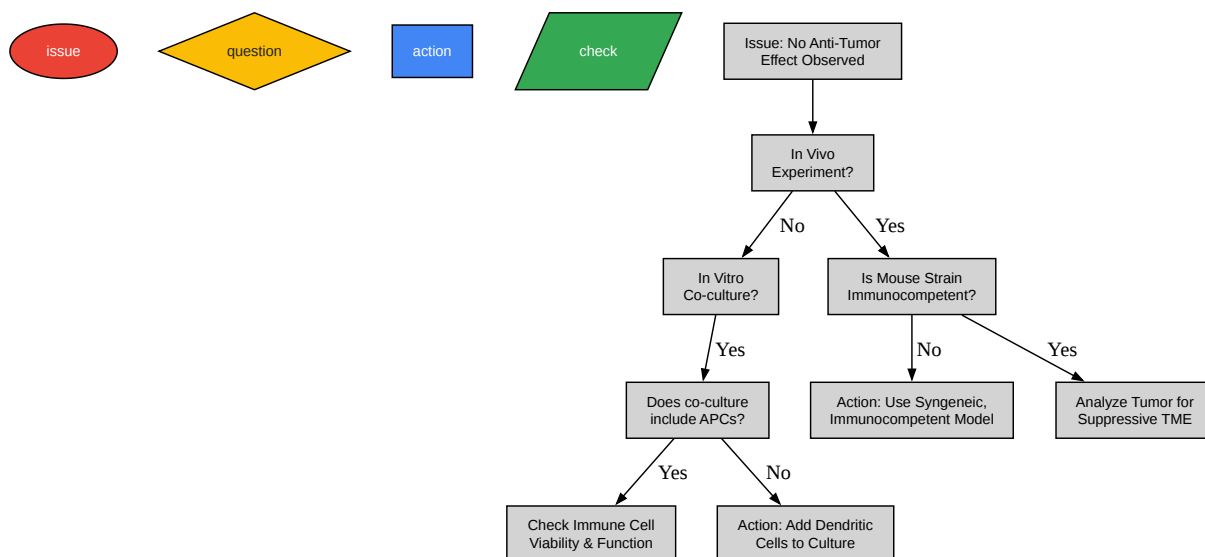 issue
question
action
check
Issue: No Anti-Tumor
Effect Observed
In Vivo
Experiment?
No
Yes
In Vitro
Co-culture?
Is Mouse Strain
Immunocompetent?
Yes
No
Yes
Does co-culture
include APCs?
Action: Use Syngeneic,
Immunocompetent Model
Analyze Tumor for
Suppressive TME
Yes
No
Check Immune Cell
Viability & Function
Action: Add Dendritic
Cells to Culture